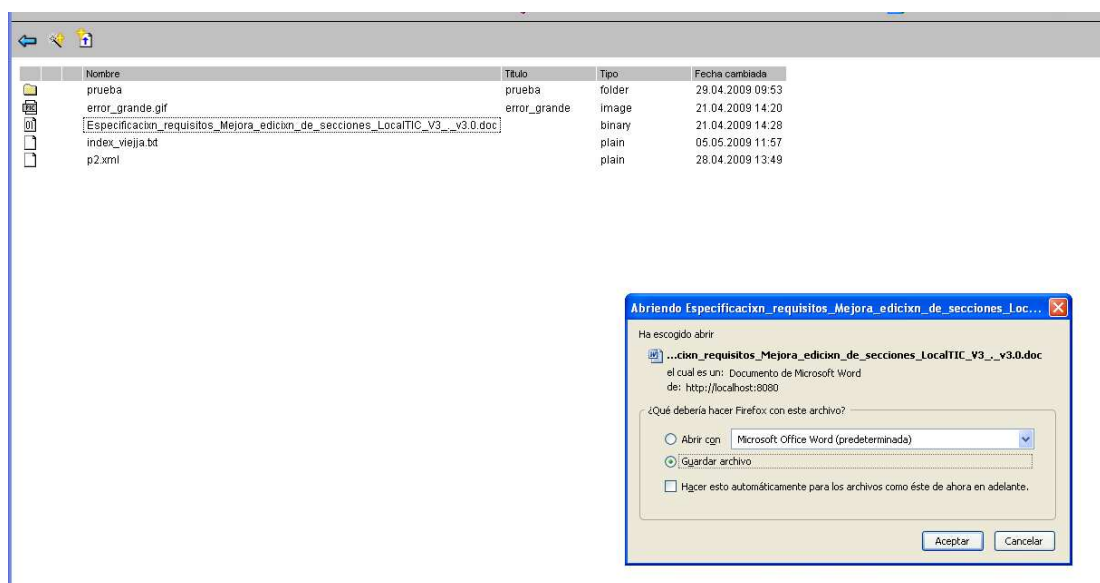 Nombre Título Tipo Fecha cambiada
prueba prueba folder 29.04.2009 09:53
error_grande.gif error_grande image 21.04.2009 14:20
Especificacixn_requisitos_Mejora_edicixn_de_secciones_LocalTIC_V3_._v3.0.doc binary 21.04.2009 14:28
index_viejja.txt plain 05.05.2009 11:57
p2.xml plain 28.04.2009 13:49
Abriendo Especificacixn_requisitos_Mejora_edicixn_de_secciones_Loc...
Ha escogido abrir
...cixn_requisitos_Mejora_edicixn_de_secciones_LocalTIC_V3_._v3.0.doc
el cual es un: Documento de Microsoft Word
de: http://localhost:8080
¿Qué debería hacer Firefox con este archivo?
Abrir con Microsoft Office Word (predeterminada)
Guardar archivo
Hacer esto automáticamente para los archivos como éste de ahora en adelante.
Aceptar Cancelar